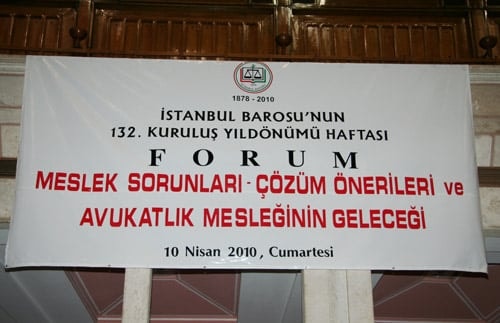 1878 - 2010
İSTANBUL BAROSU'NUN
132. KURULUŞ YILDÖNÜMÜ HAFTASI
FORUM
MESLEK SORUNLARI - ÇÖZÜM ÖNERİLERİ ve
AVUKATLIK MESLEĞİNİN GELECEĞİ
10 Nisan 2010, Cumartesi